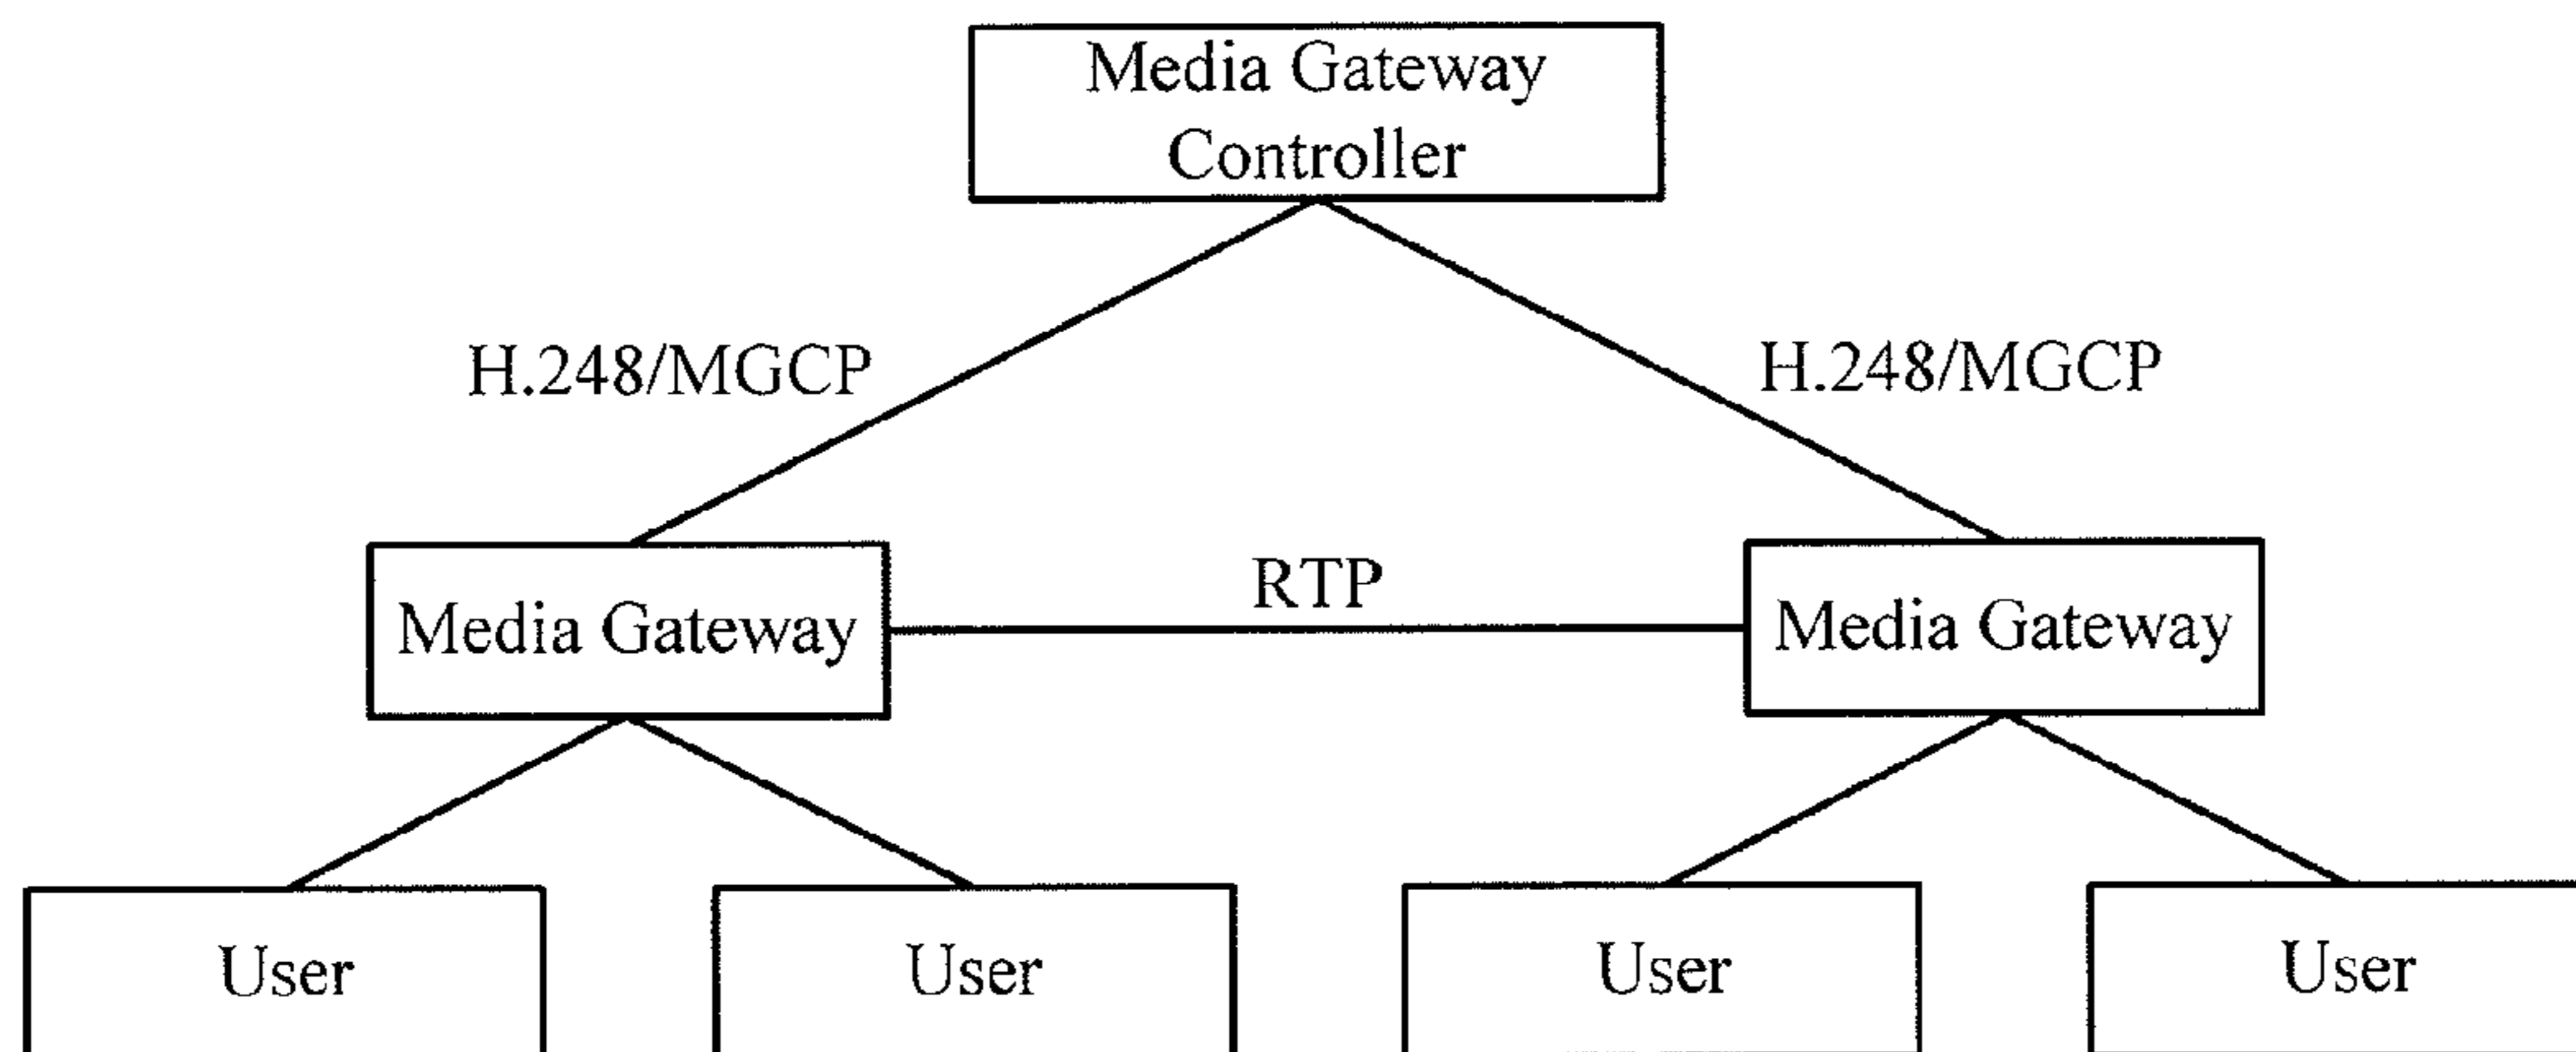 Media Gateway
Controller
H.248/MGCP
H.248/MGCP
RTP
Media Gateway
Media Gateway
User
User
User
User